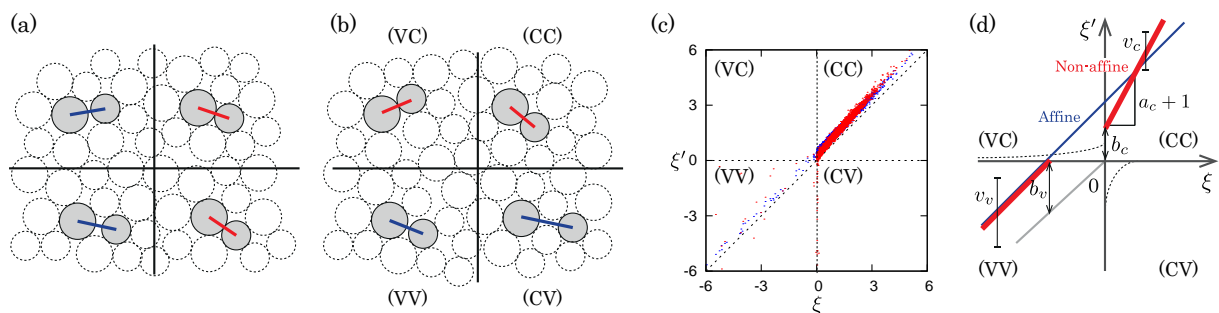 (a)
(b)
(VC)
(CC)
(VV)
(CV)
(c)
6
3
ξ′ 0
-3
-6
-6 -3 0 3 6
ξ
(VC)
(CC)
(VV)
(CV)
(d)
ξ′
v_c
Non-affine
a_c + 1
Affine
(VC)
b_c
(CC)
0
ξ
v_v
b_v
(VV)
(CV)